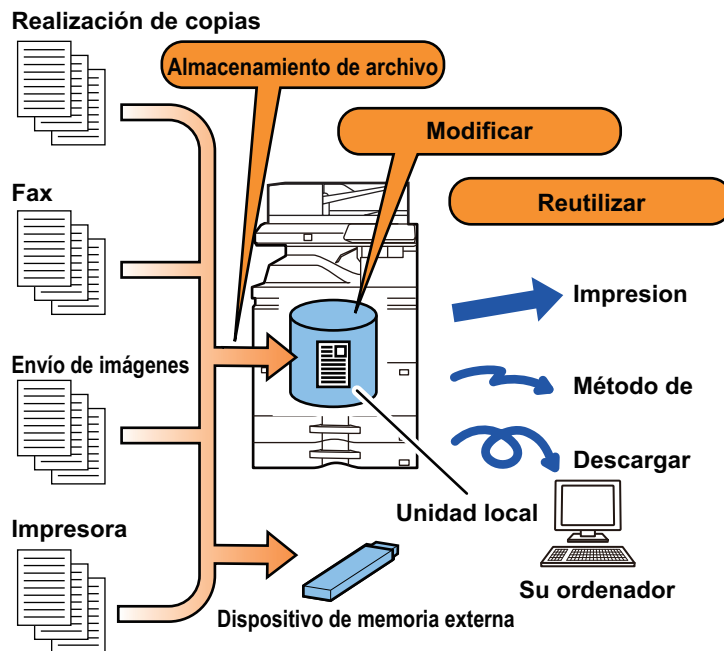 Realización de copias
Almacenamiento de archivo
Modificar
Fax
Reutilizar
Impresion
Envío de imágenes
Método de
Descargar
Unidad local
Impresora
Su ordenador
Dispositivo de memoria externa